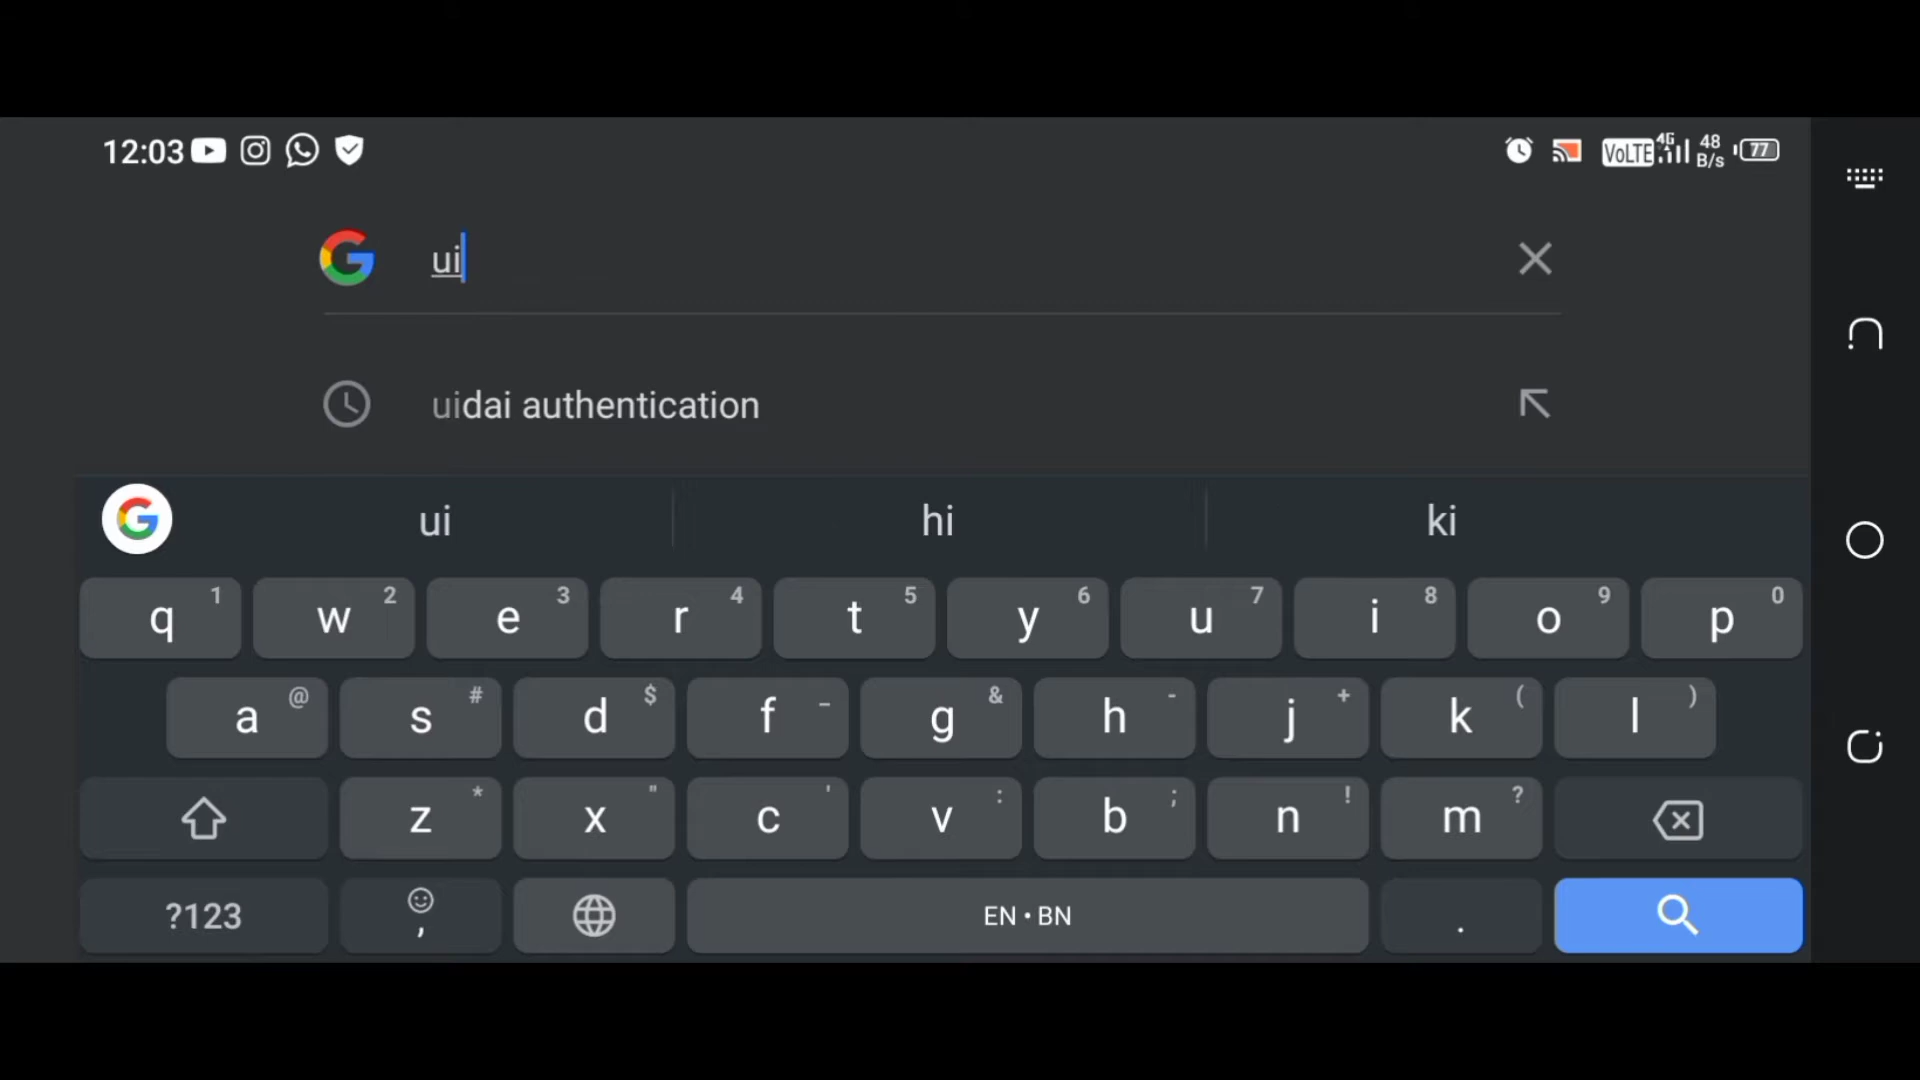 12:03 VoLTE 4G 48 B/s 77
ui
uidai authentication
ui hi ki
q 1 w 2 e 3 r 4 t 5 y 6 u 7 i 8 o 9 p 0
a @ s # d $ f _ g & h - j + k ( l )
z * x " c ' v : b ; n ! m ?
?123 , EN • BN .